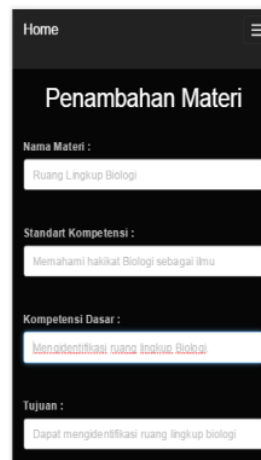 Home
Penambahan Materi
Nama Materi :
Ruang Lingkup Biologi
Standart Kompetensi :
Memahami hakikat Biologi sebagai Ilmu
Kompetensi Dasar :
Mengidentifikasi ruang lingkup Biologi
Tujuan :
Dapat mengidentifikasi ruang lingkup biologi